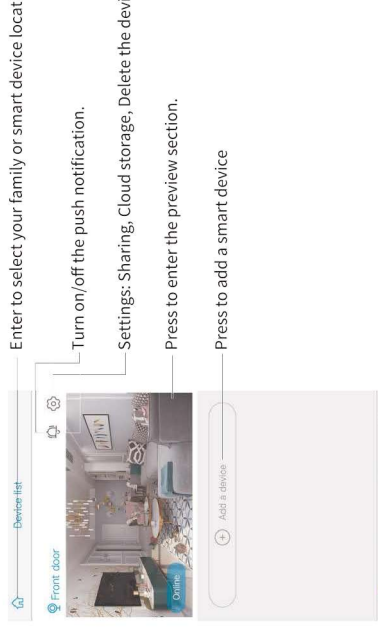 Device list
Front door
Online
Add a device
Enter to select your family or smart device locat
Turn on/off the push notification.
Settings: Sharing, Cloud storage, Delete the devi
Press to enter the preview section.
Press to add a smart device